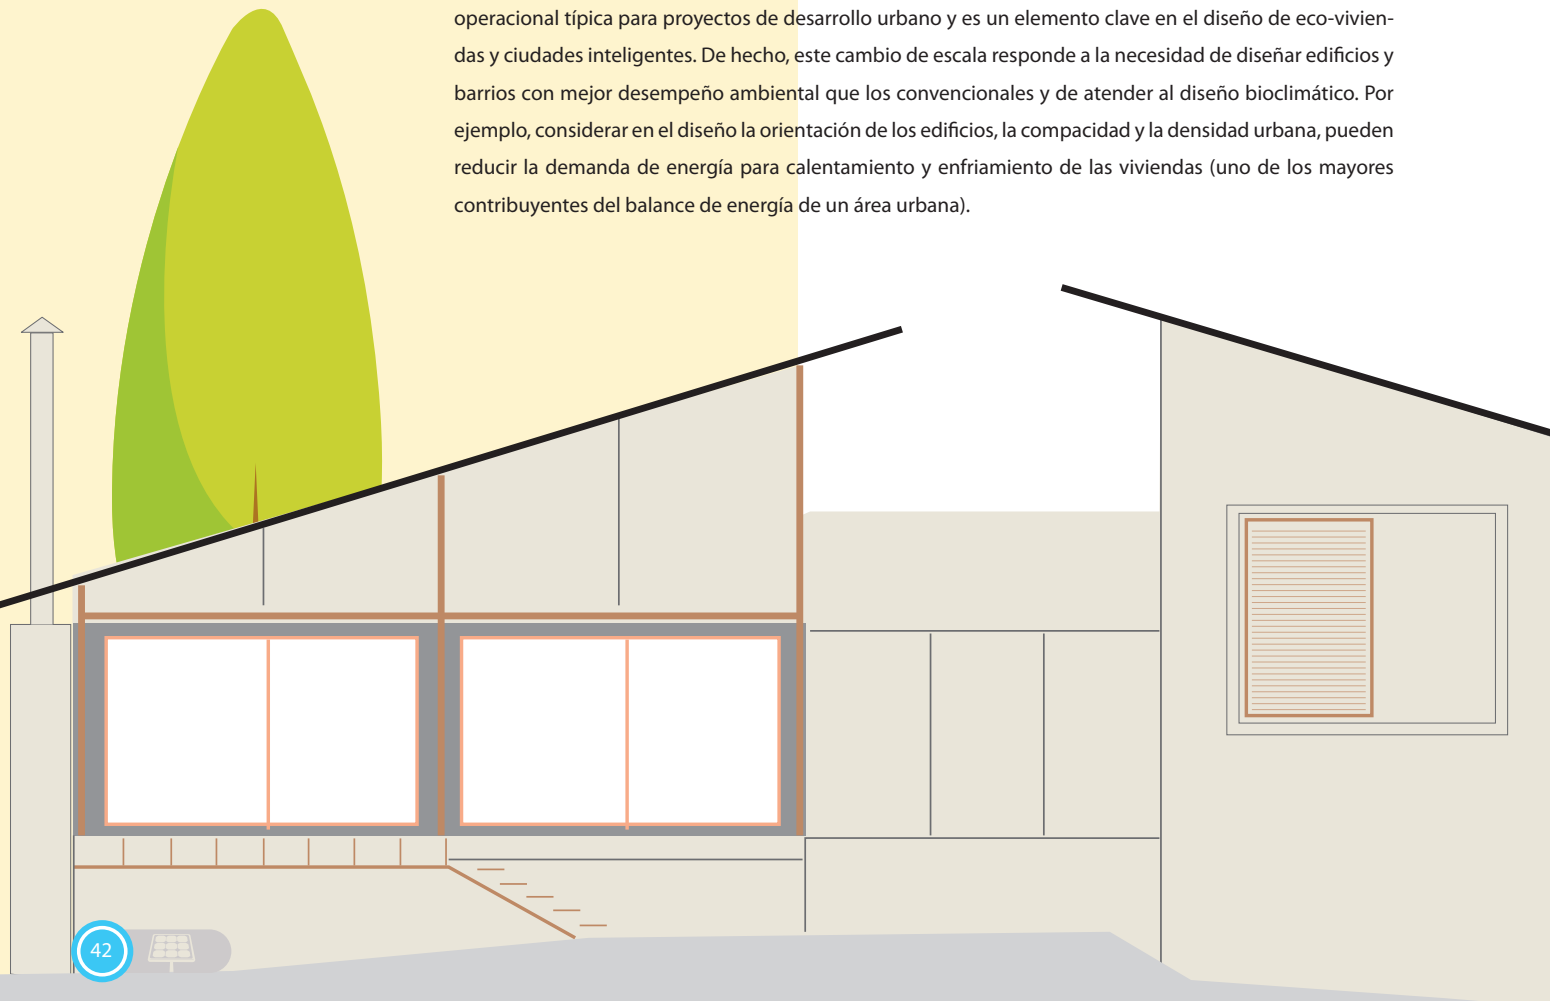 operacional típica para proyectos de desarrollo urbano y es un elemento clave en el diseño de eco-vivien-
das y ciudades inteligentes. De hecho, este cambio de escala responde a la necesidad de diseñar edificios y
barrios con mejor desempeño ambiental que los convencionales y de atender al diseño bioclimático. Por
ejemplo, considerar en el diseño la orientación de los edificios, la compacidad y la densidad urbana, pueden
reducir la demanda de energía para calentamiento y enfriamiento de las viviendas (uno de los mayores
contribuyentes del balance de energía de un área urbana).
42